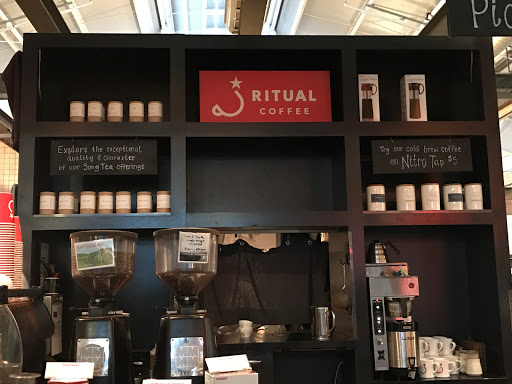 Pic
RITUAL
COFFEE
Explore the exceptional
quality & character
of our Song Tea offerings
Try our cold brew coffee
on Nitro Tap $5